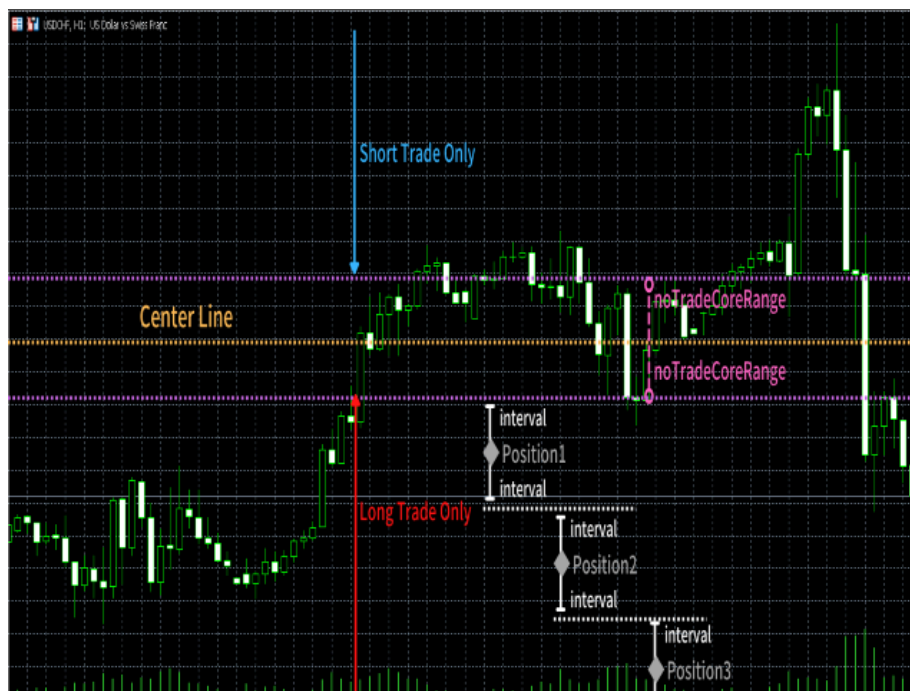 USDCHF, H1: US Dollar vs Swiss Franc
Short Trade Only
noTradeCoreRange
Center Line
noTradeCoreRange
interval
Position1
interval
Long Trade Only
interval
Position2
interval
interval
Position3